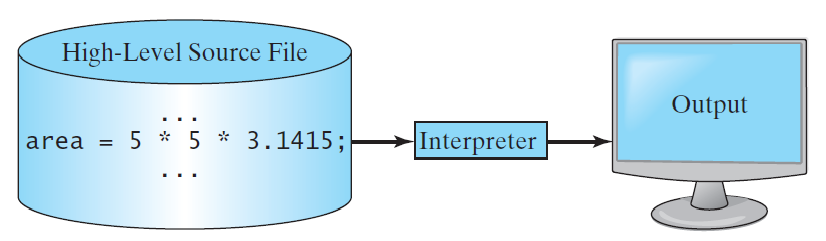 High-Level Source File
...
area = 5 * 5 * 3.1415;
...
Interpreter
Output